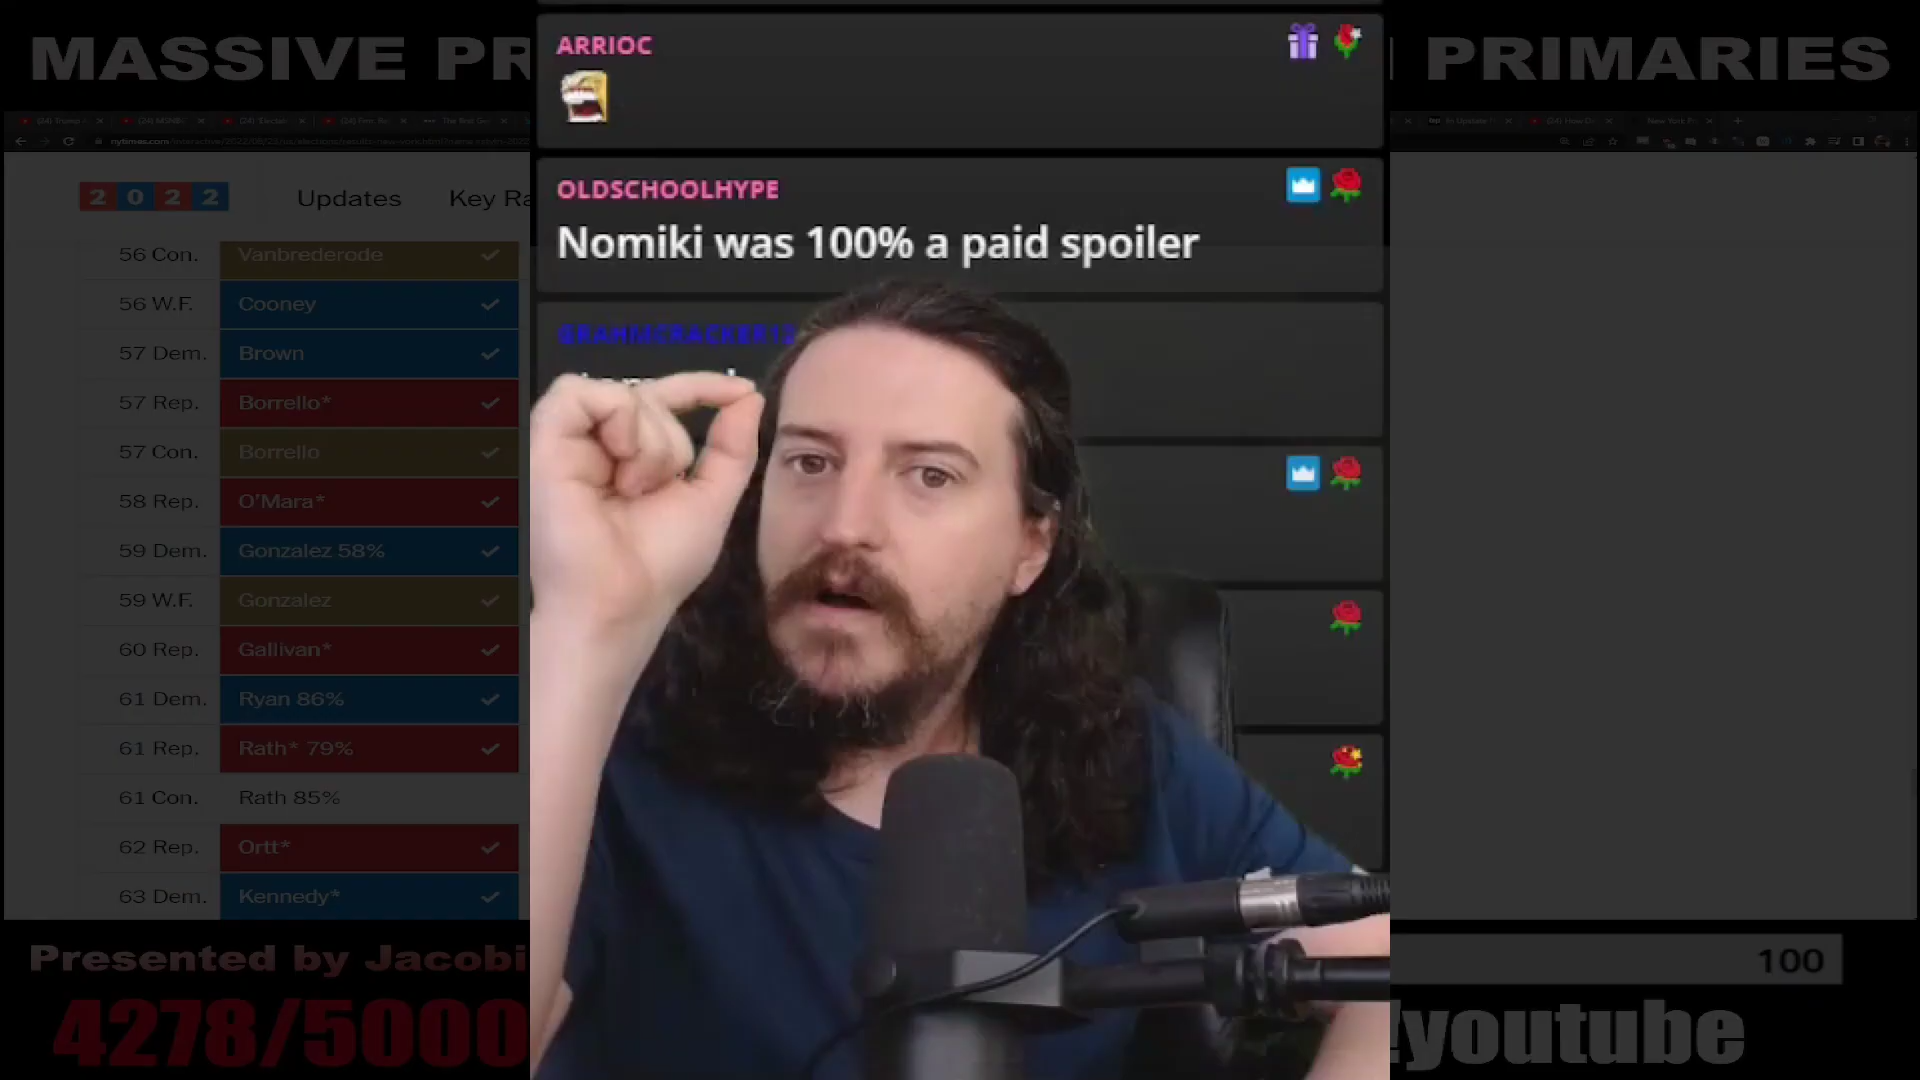 MASSIVE PR
PRIMARIES
ARRIOC
OLDSCHOOLHYPE
Nomiki was 100% a paid spoiler
GRAHMCRACKER12
2022
Updates
Key Ra
56 Con. Vanbrederode
56 W.F. Cooney
57 Dem. Brown
57 Rep. Borrello*
57 Con. Borrello
58 Rep. O'Mara*
59 Dem. Gonzalez 58%
59 W.F. Gonzalez
60 Rep. Gallivan*
61 Dem. Ryan 86%
61 Rep. Rath* 79%
61 Con. Rath 85%
62 Rep. Ortt*
63 Dem. Kennedy*
Presented by Jacobi
100
4278/5000
!youtube